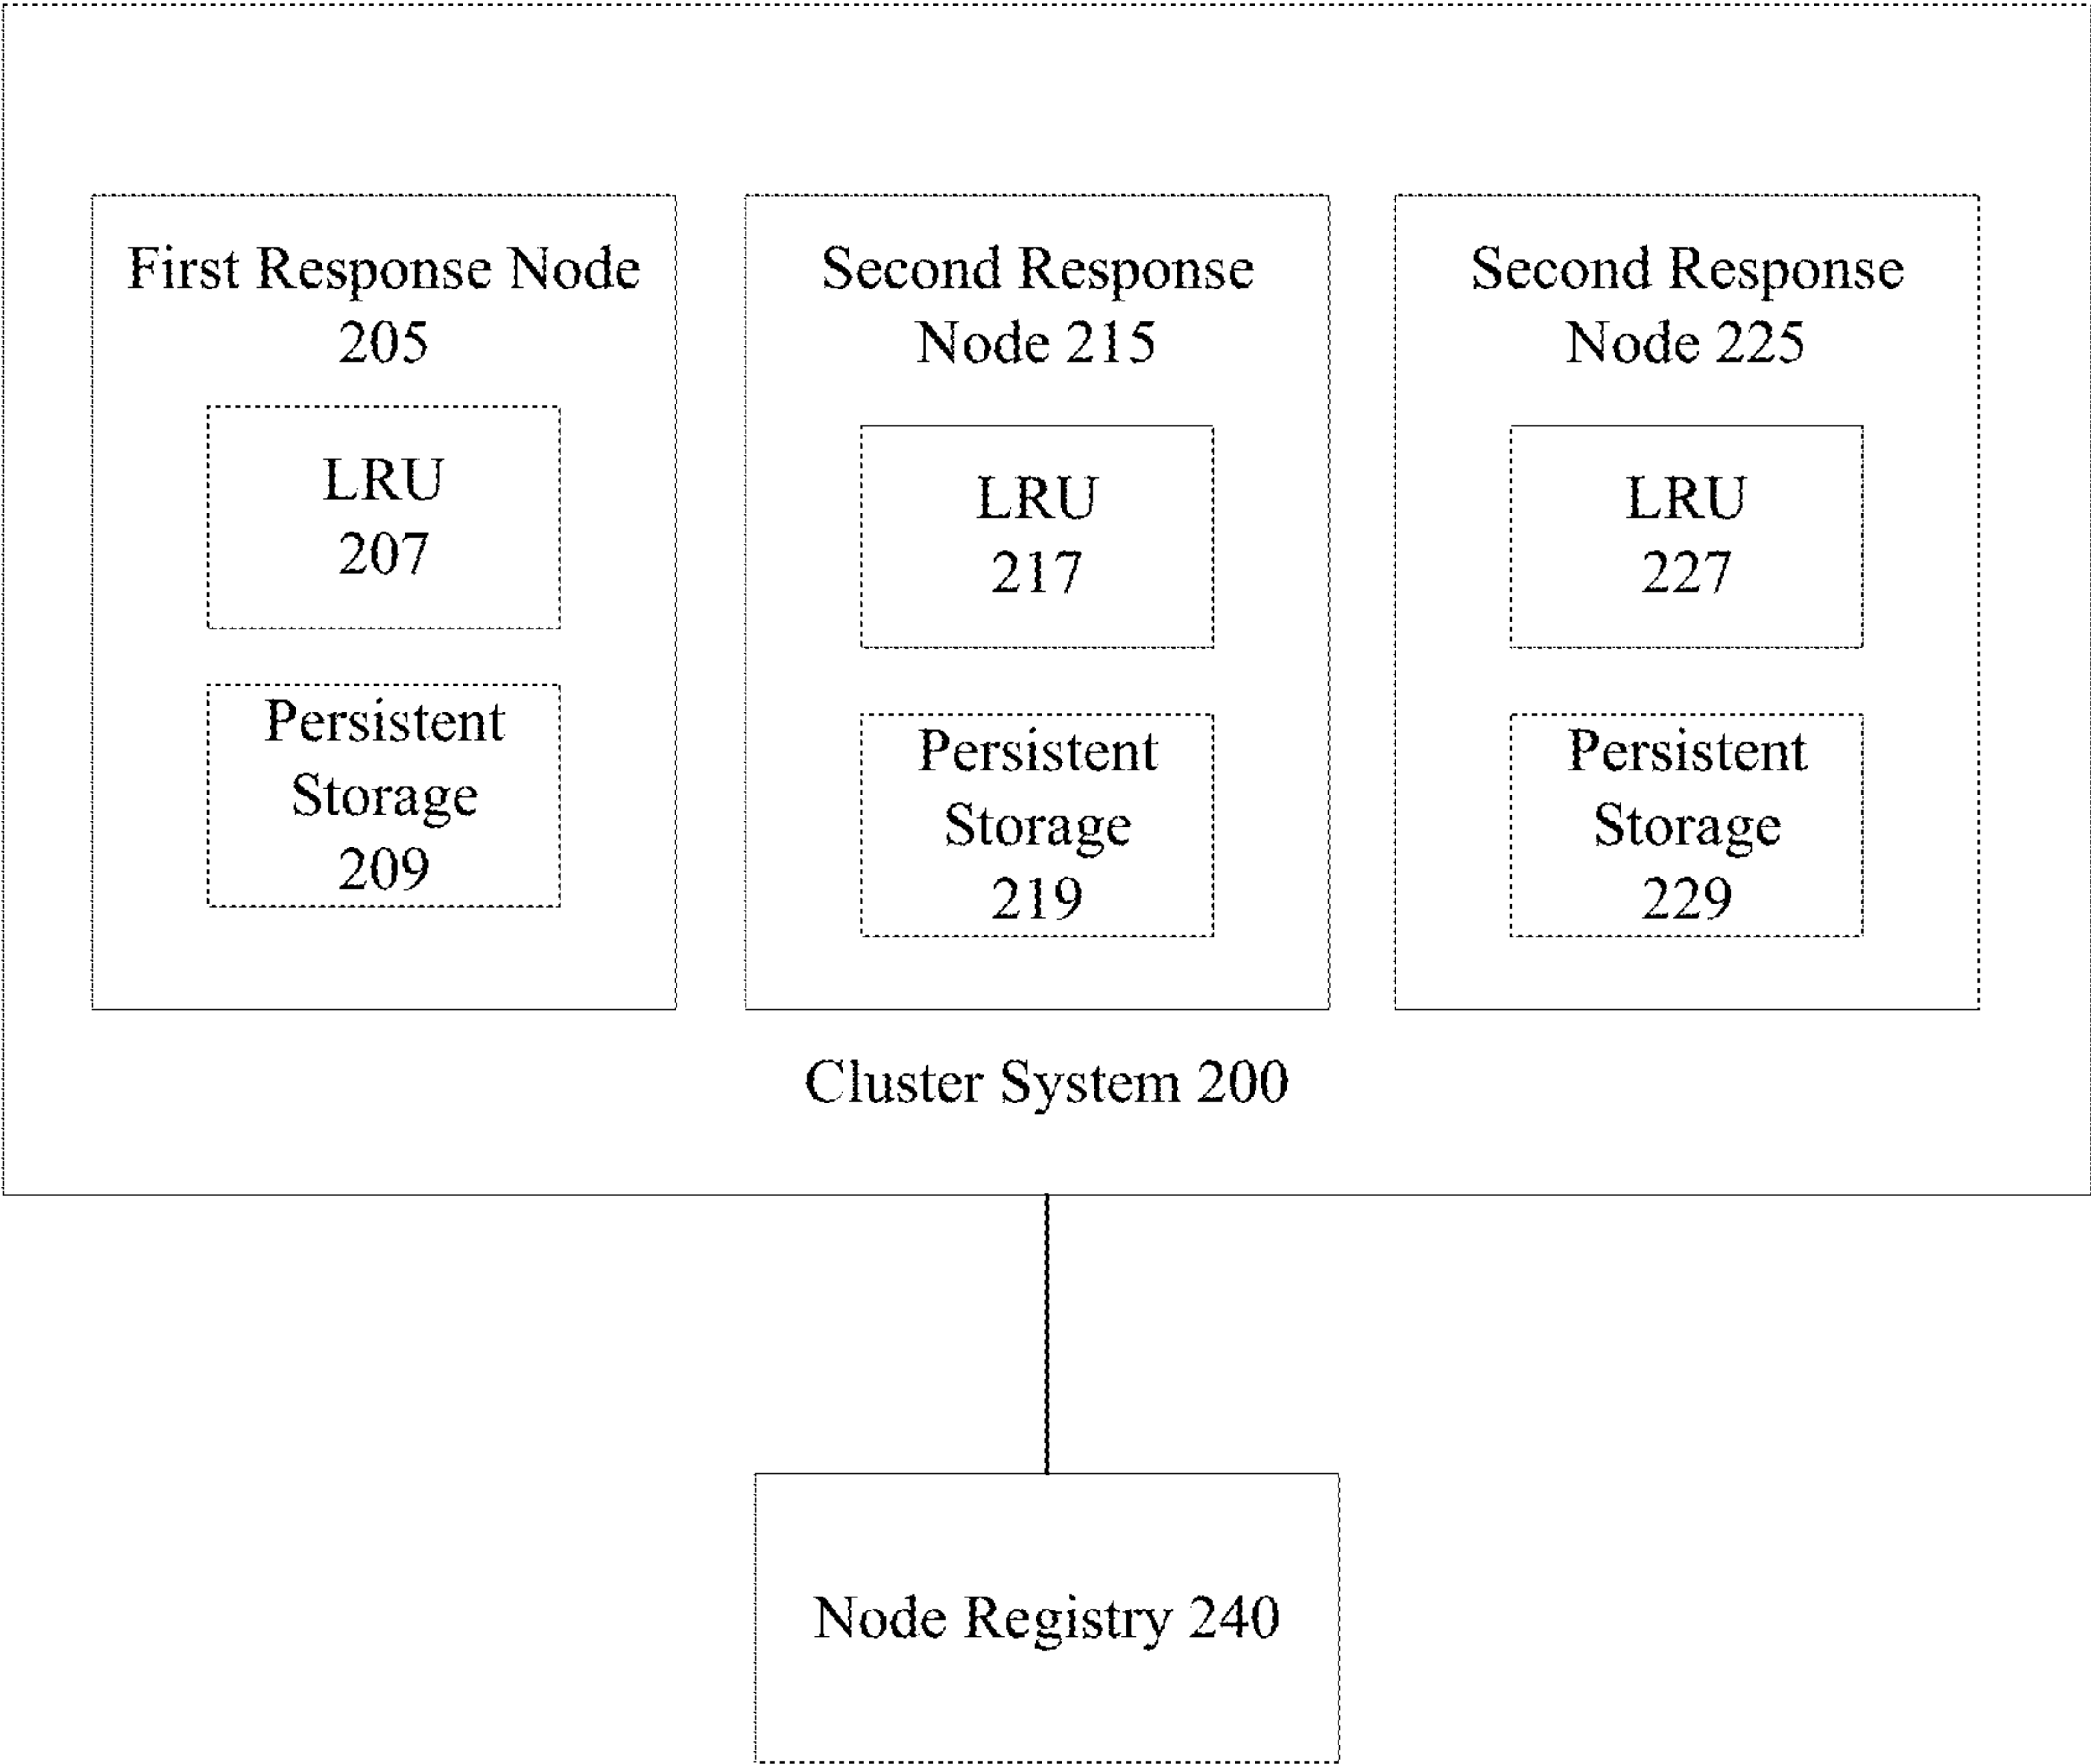 First Response Node
205
LRU
207
Persistent
Storage
209
Second Response
Node 215
LRU
217
Persistent
Storage
219
Second Response
Node 225
LRU
227
Persistent
Storage
229
Cluster System 200
Node Registry 240